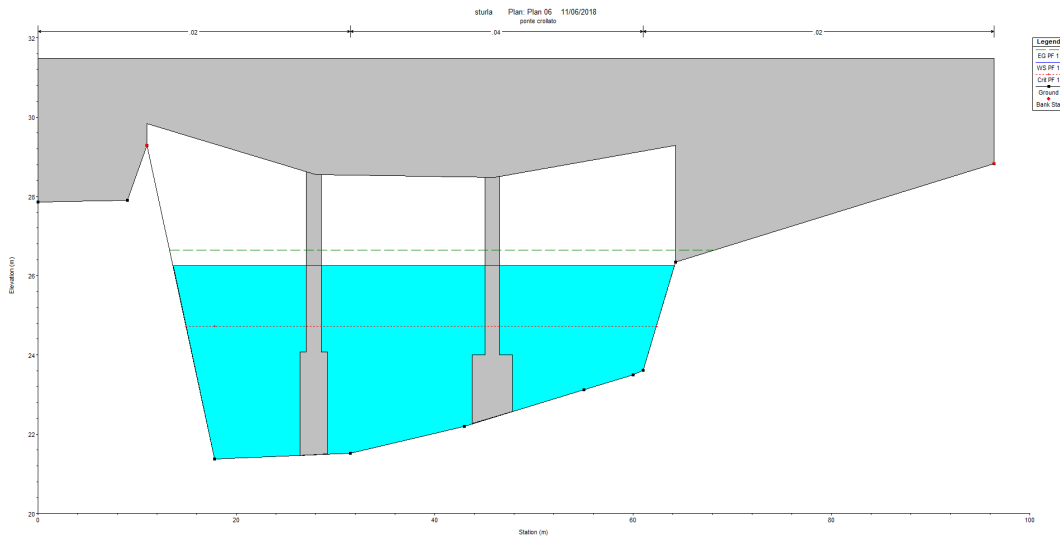 sturla Plan: Plan 06 11/06/2018
ponte crollato
.02 .04 .02
Legend
EG PF 1
WS PF 1
Crit PF 1
Ground
Bank Sta
32
30
28
26
24
22
20
Elevation (m)
0 20 40 60 80 100
Station (m)